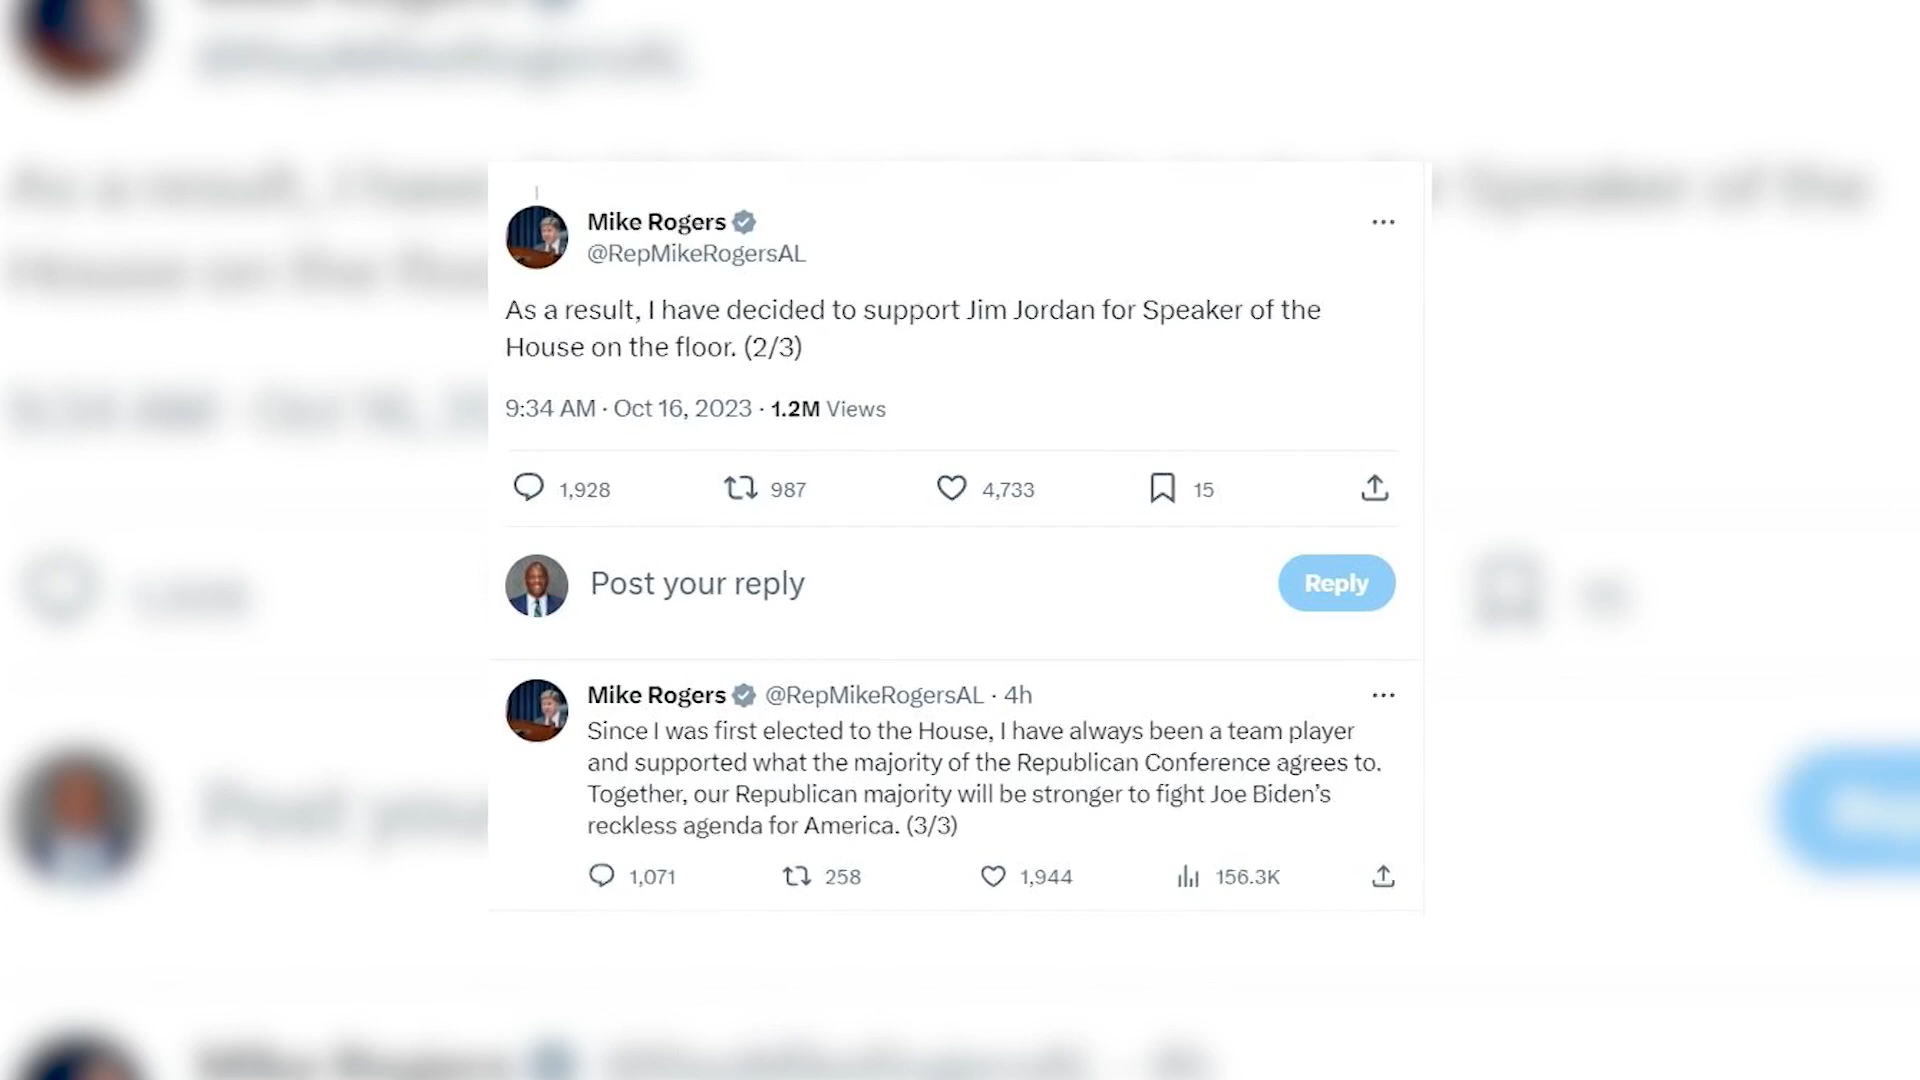 Mike Rogers
@RepMikeRogersAL
As a result, I have decided to support Jim Jordan for Speaker of the
House on the floor. (2/3)
9:34 AM · Oct 16, 2023 · 1.2M Views
1,928 987 4,733 15
Post your reply Reply
Mike Rogers @RepMikeRogersAL · 4h
Since I was first elected to the House, I have always been a team player
and supported what the majority of the Republican Conference agrees to.
Together, our Republican majority will be stronger to fight Joe Biden’s
reckless agenda for America. (3/3)
1,071 258 1,944 156.3K